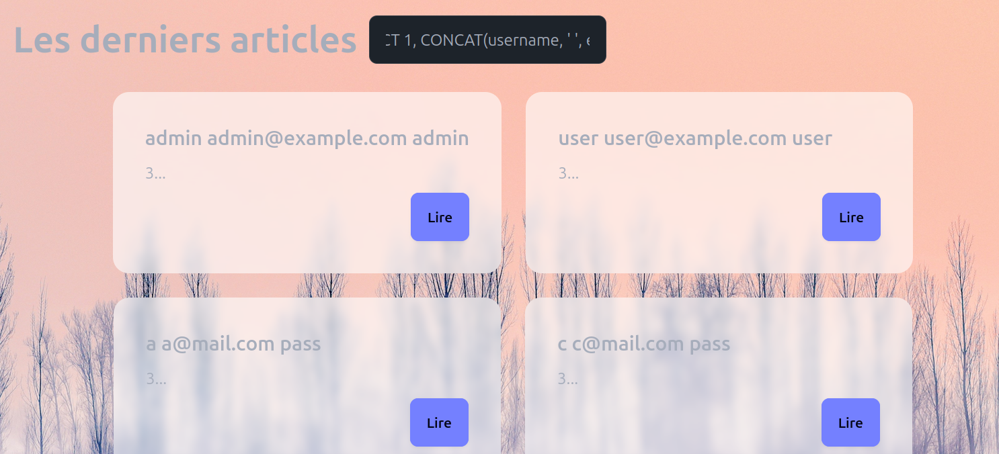 Les derniers articles
CT 1, CONCAT(username, ' ', e
admin admin@example.com admin
3...
Lire
user user@example.com user
3...
Lire
a a@mail.com pass
3...
Lire
c c@mail.com pass
3...
Lire